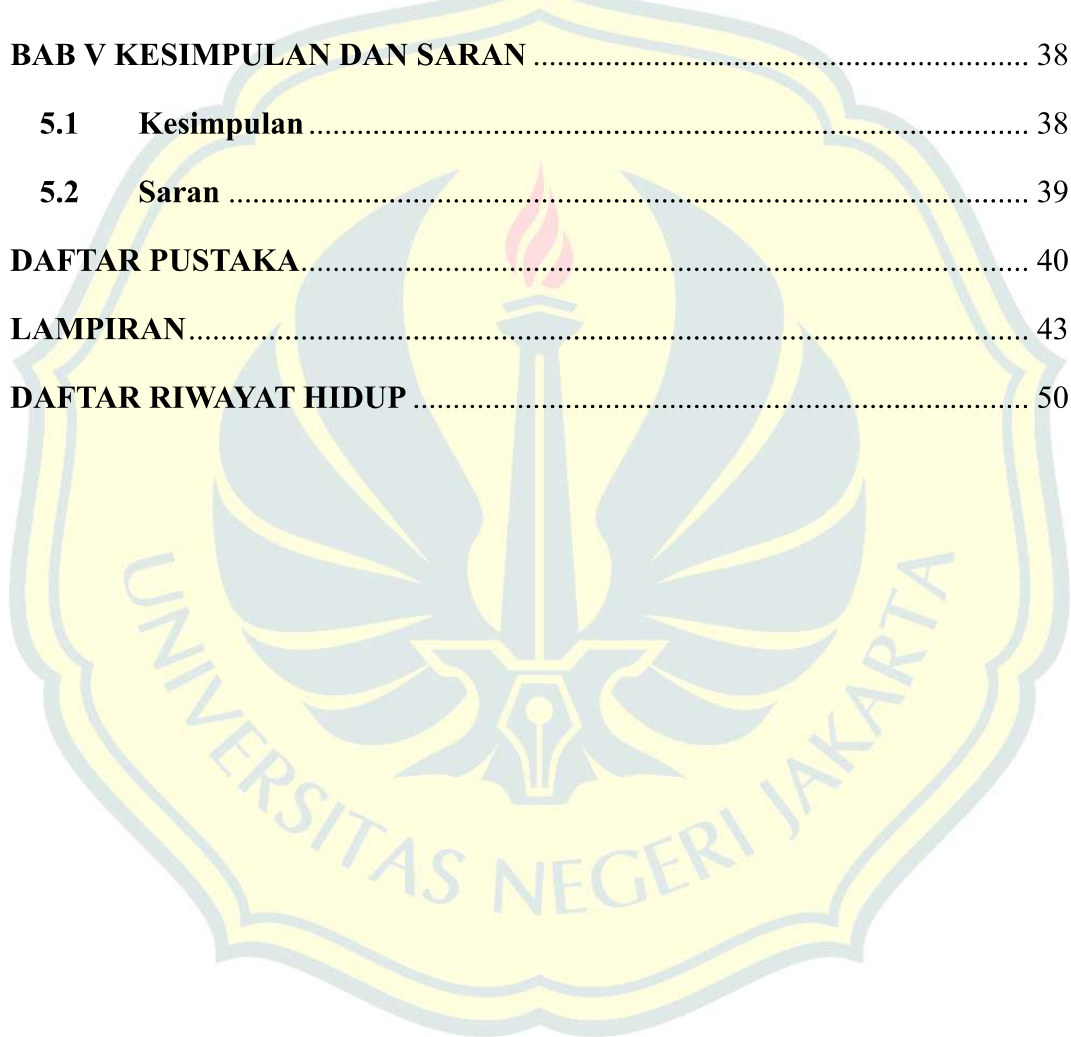 BAB V KESIMPULAN DAN SARAN ............................................................... 38
5.1 Kesimpulan ............................................................................................ 38
5.2 Saran ...................................................................................................... 39
DAFTAR PUSTAKA ............................................................................................ 40
LAMPIRAN .......................................................................................................... 43
DAFTAR RIWAYAT HIDUP .............................................................................. 50
UNIVERSITAS NEGERI JAKARTA